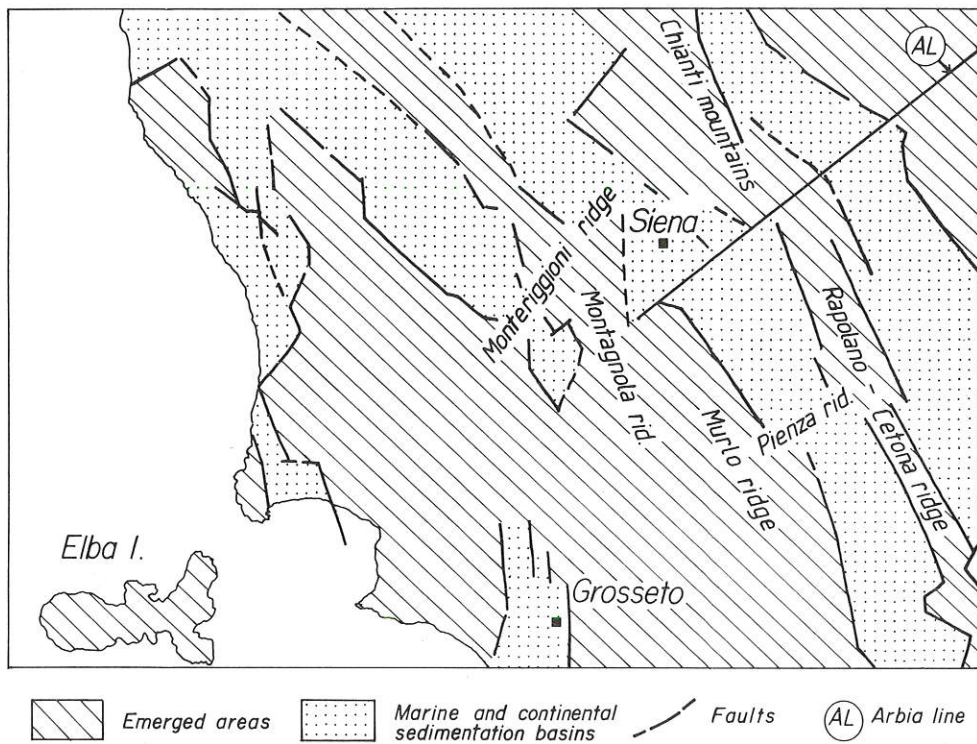 Chianti mountains
AL
Monteriggioni ridge
Siena
Montagnola rid.
Rapolano - Cetona ridge
Pienza rid.
Murlo ridge
Elba I.
Grosseto
Emerged areas
Marine and continental
sedimentation basins
Faults
AL Arbia line